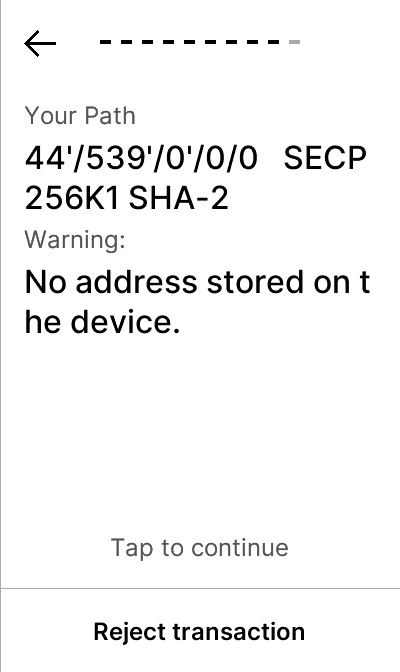 Your Path
44'/539'/0'/0/0   SECP
256K1 SHA-2
Warning:
No address stored on t
he device.
Tap to continue
Reject transaction